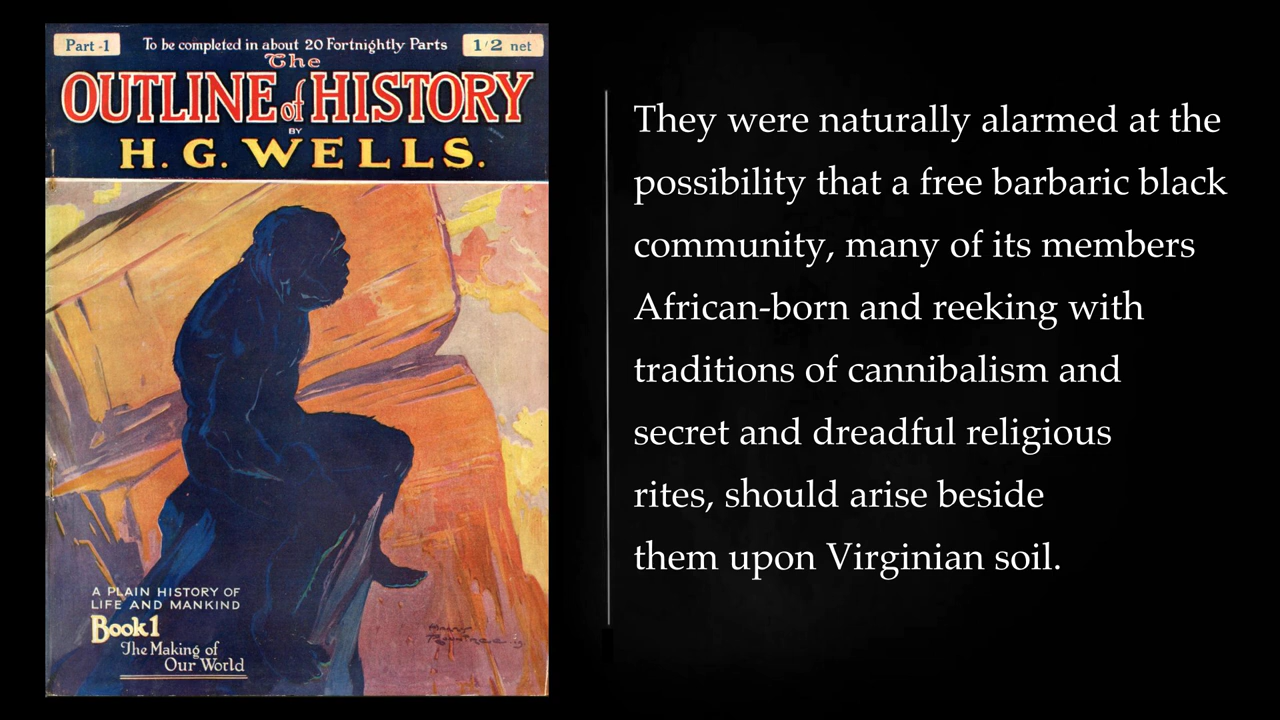 Part -1
To be completed in about 20 Fortnightly Parts
1/2 net
The
OUTLINE of HISTORY
BY
H. G. WELLS.
A PLAIN HISTORY OF
LIFE AND MANKIND
Book 1
The Making of
Our World
They were naturally alarmed at the
possibility that a free barbaric black
community, many of its members
African-born and reeking with
traditions of cannibalism and
secret and dreadful religious
rites, should arise beside
them upon Virginian soil.